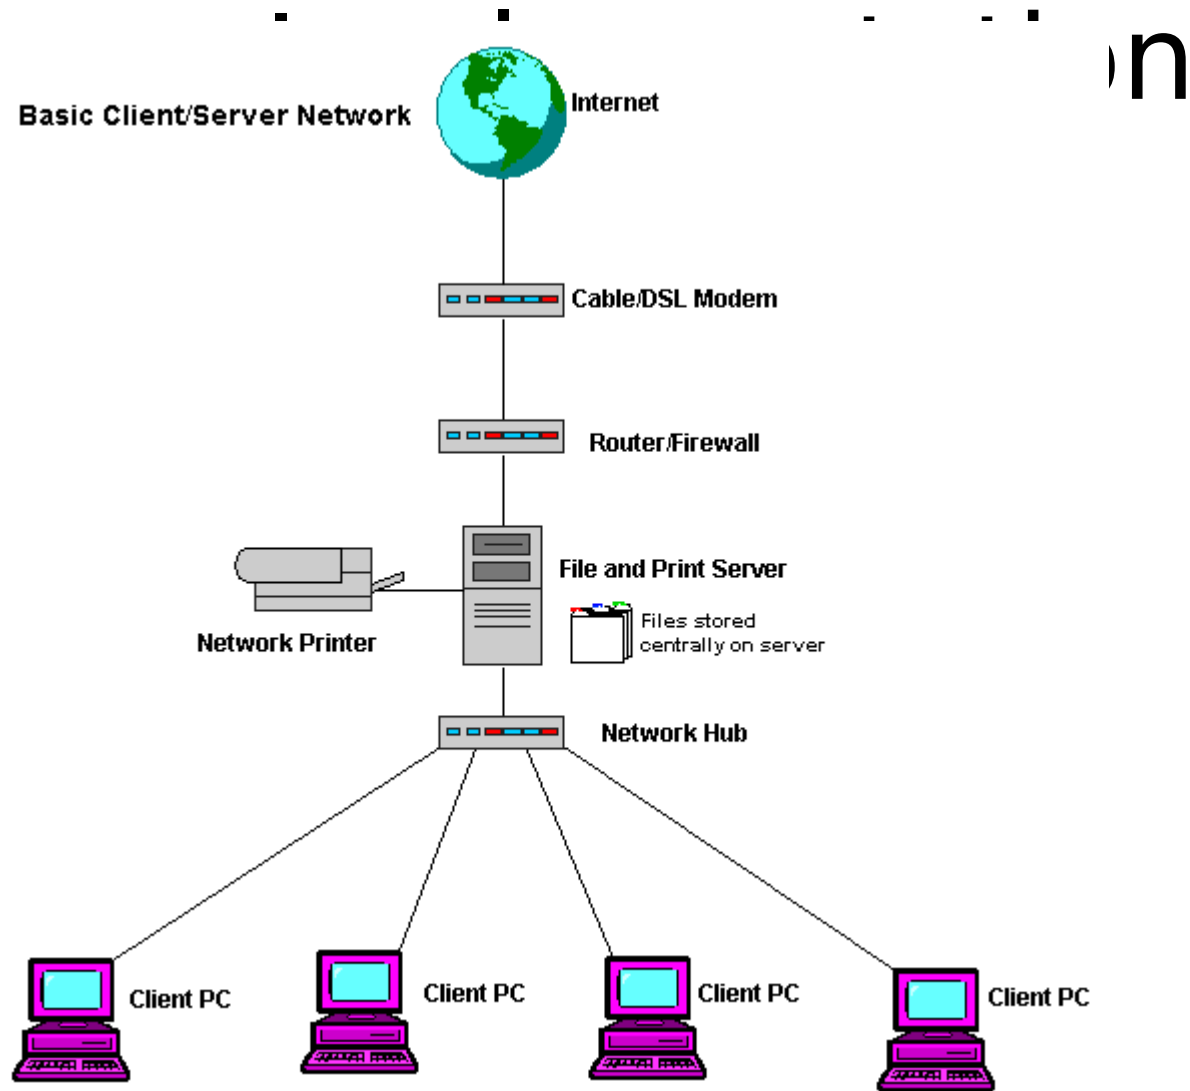 on
Internet
Basic Client/Server Network
Cable/DSL Modem
Router/Firewall
File and Print Server
Files stored
centrally on server
Network Printer
Network Hub
Client PC
Client PC
Client PC
Client PC